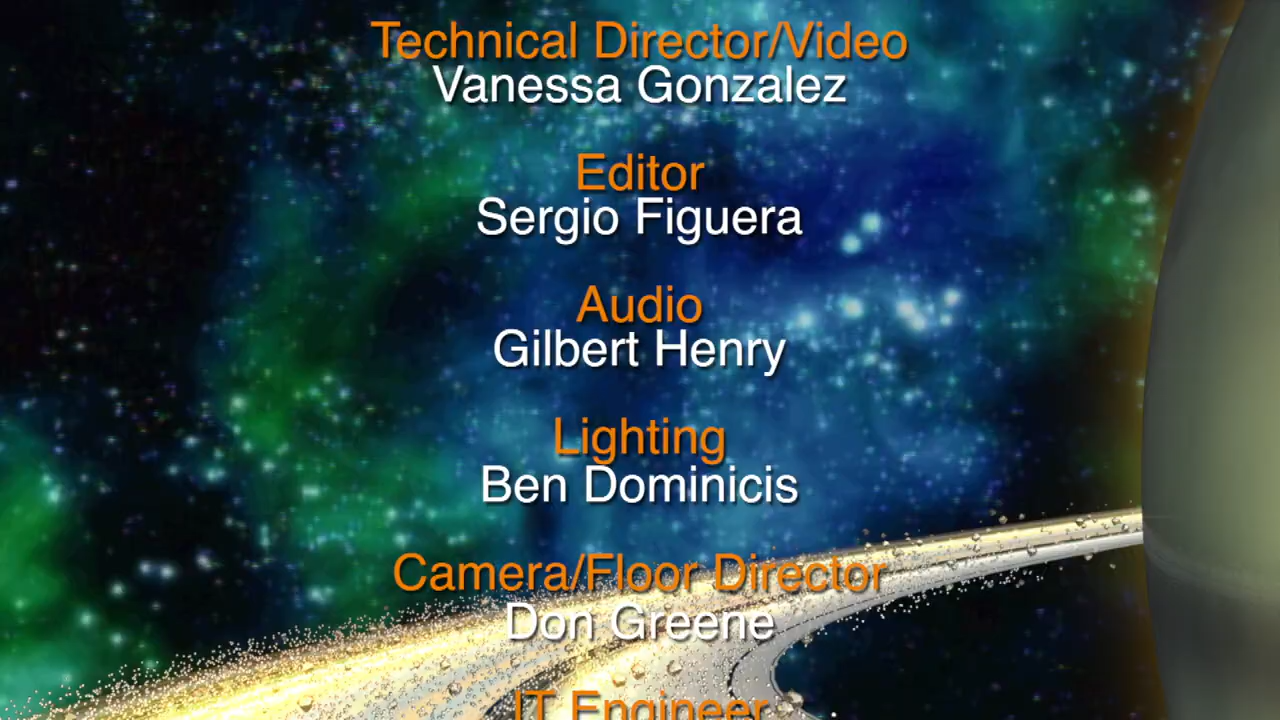 Technical Director/Video
Vanessa Gonzalez
Editor
Sergio Figuera
Audio
Gilbert Henry
Lighting
Ben Dominicis
Camera/Floor Director
Don Greene
IT Engineer